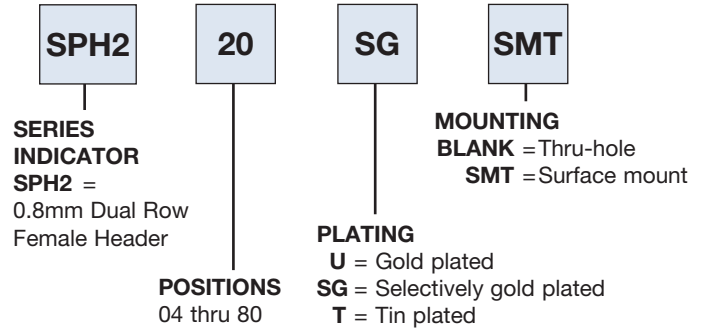 SPH2 20 SG SMT
SERIES
INDICATOR
SPH2 =
0.8mm Dual Row
Female Header
POSITIONS
04 thru 80
PLATING
U = Gold plated
SG = Selectively gold plated
T = Tin plated
MOUNTING
BLANK =Thru-hole
SMT =Surface mount